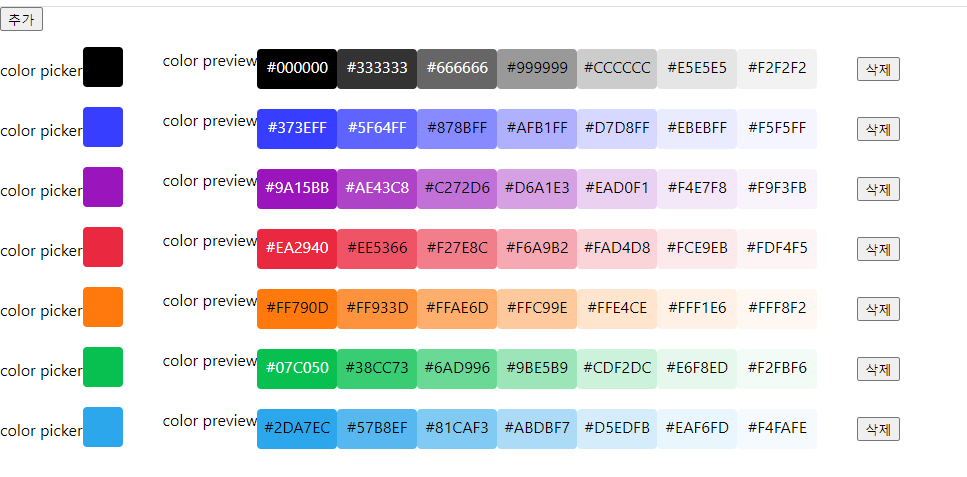 추가
color picker color preview #000000 #333333 #666666 #999999 #CCCCCC #E5E5E5 #F2F2F2 삭제
color picker color preview #373EFF #5F64FF #878BFF #AFB1FF #D7D8FF #EBEBFF #F5F5FF 삭제
color picker color preview #9A15BB #AE43C8 #C272D6 #D6A1E3 #EAD0F1 #F4E7F8 #F9F3FB 삭제
color picker color preview #EA2940 #EE5366 #F27E8C #F6A9B2 #FAD4D8 #FCE9EB #FDF4F5 삭제
color picker color preview #FF790D #FF933D #FFAE6D #FFC99E #FFE4CE #FFF1E6 #FFF8F2 삭제
color picker color preview #07C050 #38CC73 #6AD996 #9BE5B9 #CDF2DC #E6F8ED #F2FBF6 삭제
color picker color preview #2DA7EC #57B8EF #81CAF3 #ABDBF7 #D5EDFB #EAF6FD #F4FAFE 삭제